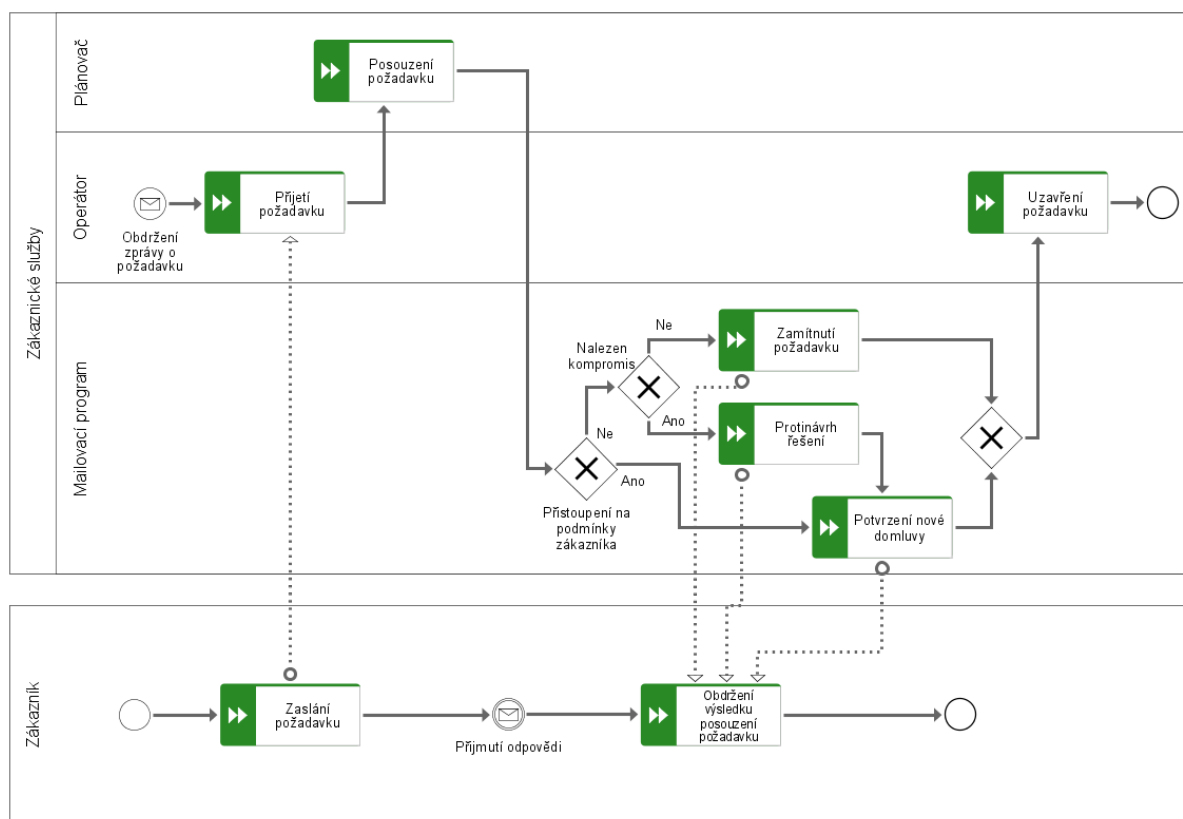 Zákaznické služby
Plánovač
Posouzení
požadavku
Operátor
Obdržení
zprávy o
požadavku
Přijetí
požadavku
Uzavření
požadavku
Mailovací program
Přistoupení na
podmínky
zákazníka
Ne
Ano
Nalezen
kompromis
Ne
Ano
Zamítnutí
požadavku
Protinávrh
řešení
Potvrzení nové
domluvy
Zákazník
Zaslání
požadavku
Přijmutí odpovědi
Obdržení
výsledku
posouzení
požadavku